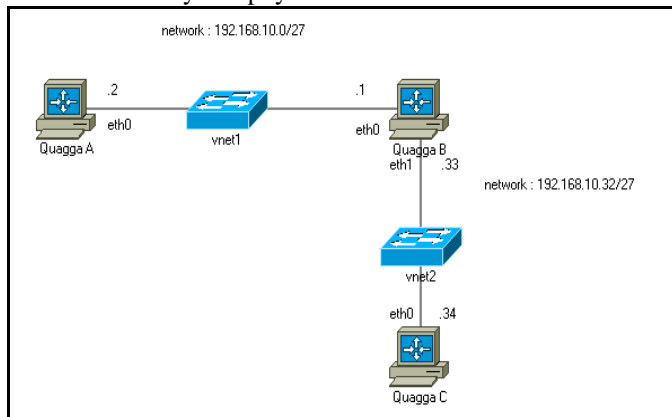 network : 192.168.10.0/27
.2
.1
eth0
eth0
Quagga A
vnet1
Quagga B
eth1
.33
network : 192.168.10.32/27
vnet2
eth0
.34
Quagga C